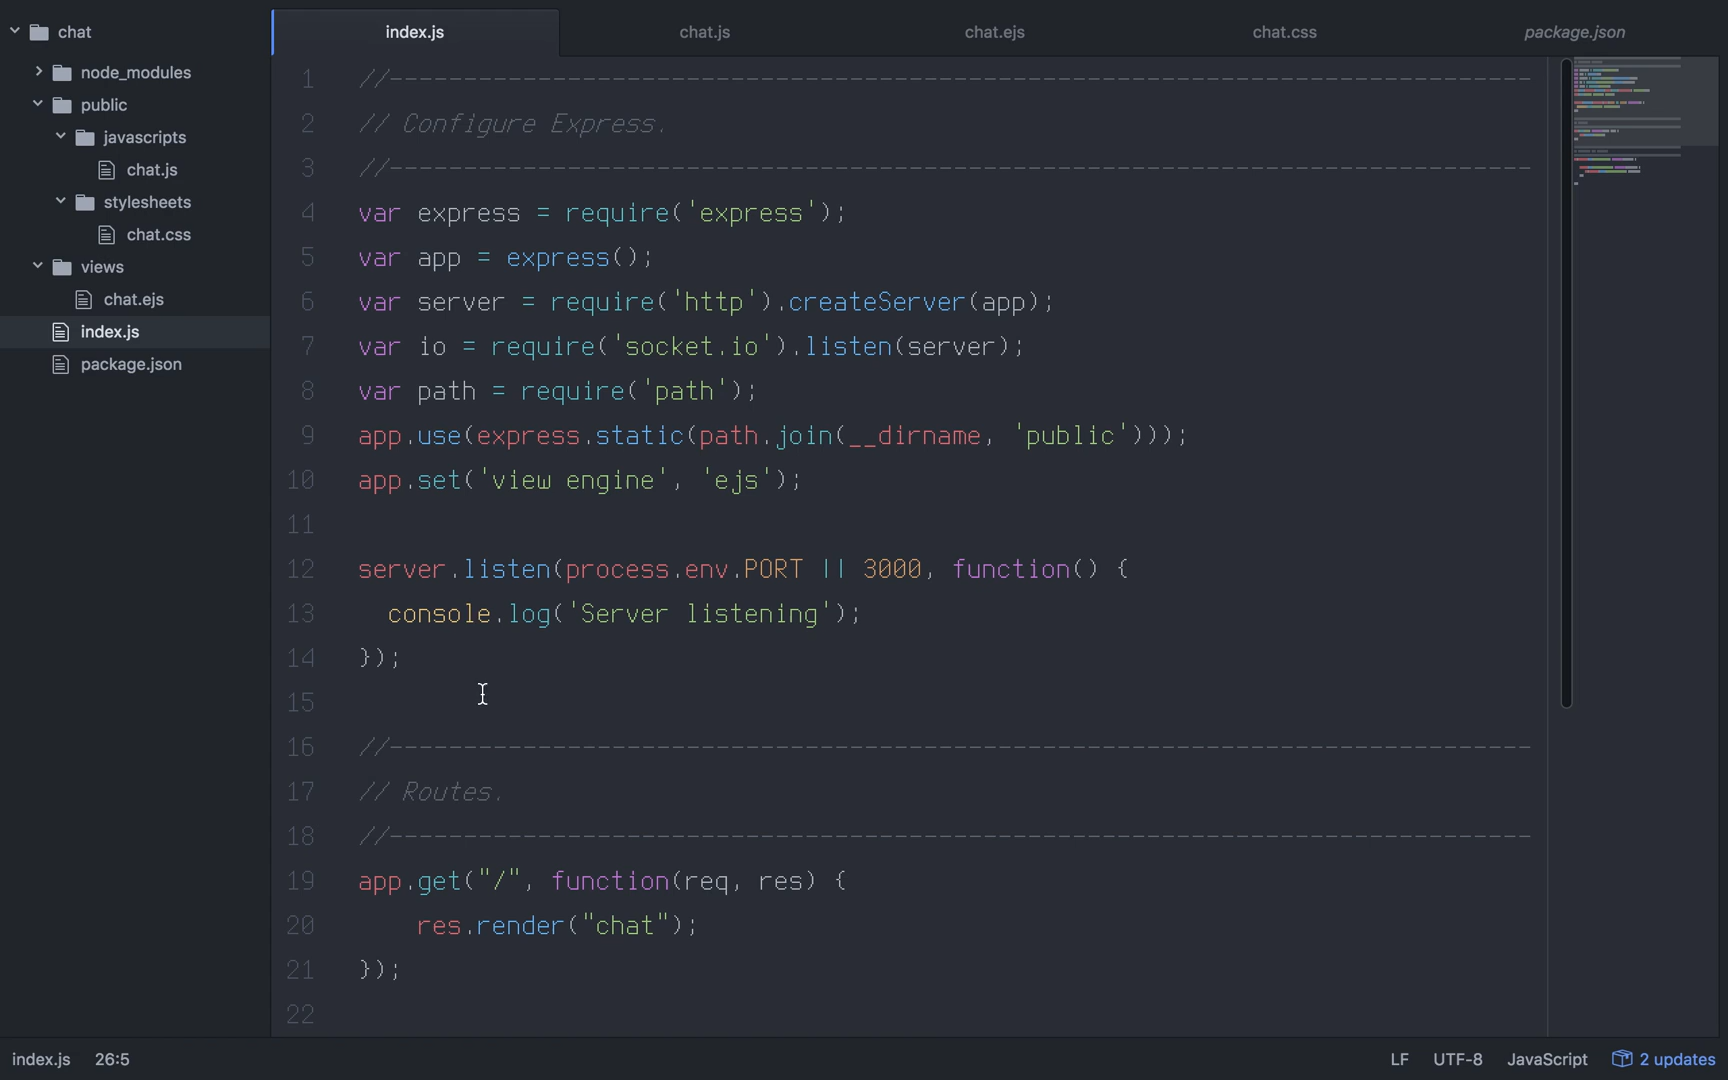 chat
node_modules
public
javascripts
chat.js
stylesheets
chat.css
views
chat.ejs
index.js
package.json
index.js chat.js chat.ejs chat.css package.json
1 //------------------------------------------------------------------------------
2 // Configure Express.
3 //------------------------------------------------------------------------------
4 var express = require('express');
5 var app = express();
6 var server = require('http').createServer(app);
7 var io = require('socket.io').listen(server);
8 var path = require('path');
9 app.use(express.static(path.join(__dirname, 'public')));
10 app.set('view engine', 'ejs');
11
12 server.listen(process.env.PORT || 3000, function() {
13 console.log('Server listening');
14 });
15
16 //------------------------------------------------------------------------------
17 // Routes.
18 //------------------------------------------------------------------------------
19 app.get("/", function(req, res) {
20 res.render("chat");
21 });
22
index.js 26:5 LF UTF-8 JavaScript 2 updates